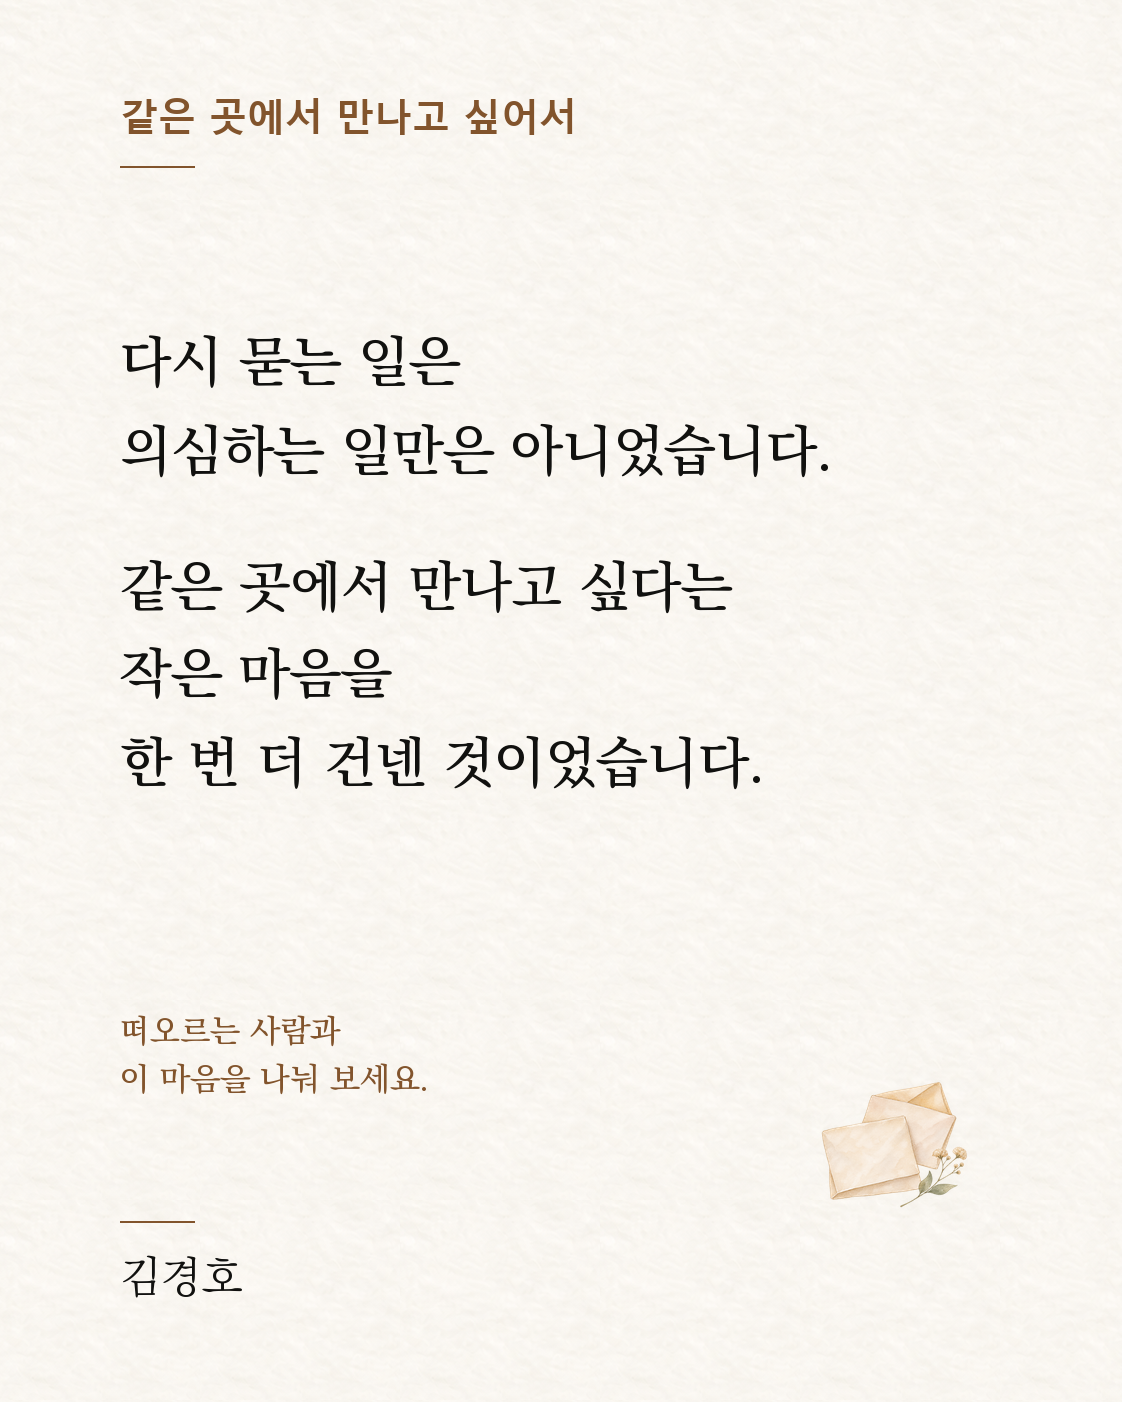 같은 곳에서 만나고 싶어서
다시 묻는 일은
의심하는 일만은 아니었습니다.
같은 곳에서 만나고 싶다는
작은 마음을
한 번 더 건넨 것이었습니다.
떠오르는 사람과
이 마음을 나눠 보세요.
김경호